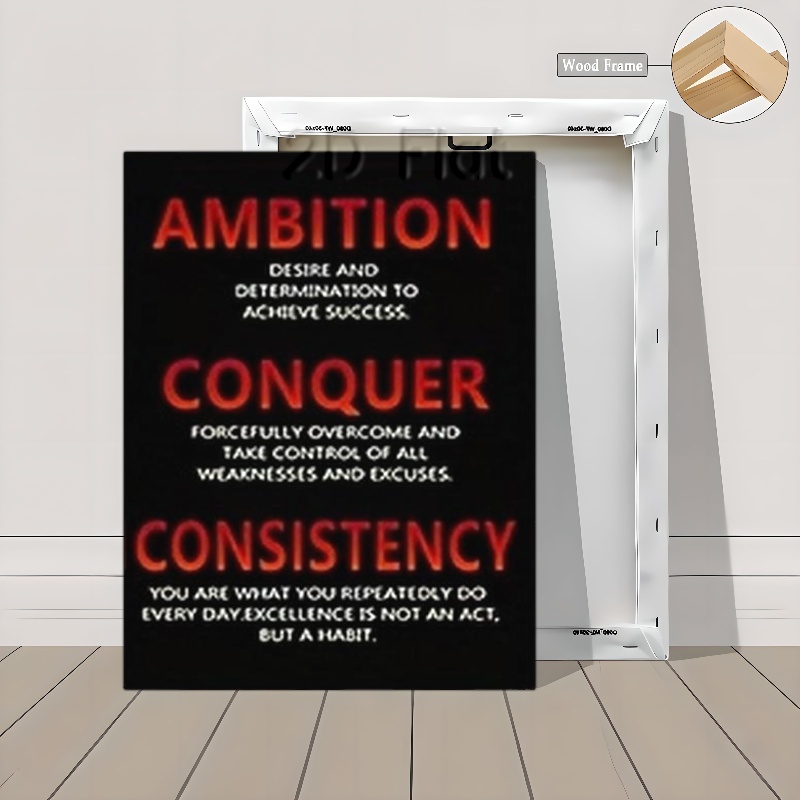 Wood Frame
2D Flat
AMBITION
DESIRE AND
DETERMINATION TO
ACHIEVE SUCCESS.
CONQUER
FORCEFULLY OVERCOME AND
TAKE CONTROL OF ALL
WEAKNESSES AND EXCUSES.
CONSISTENCY
YOU ARE WHAT YOU REPEATEDLY DO
EVERY DAY.EXCELLENCE IS NOT AN ACT,
BUT A HABIT.